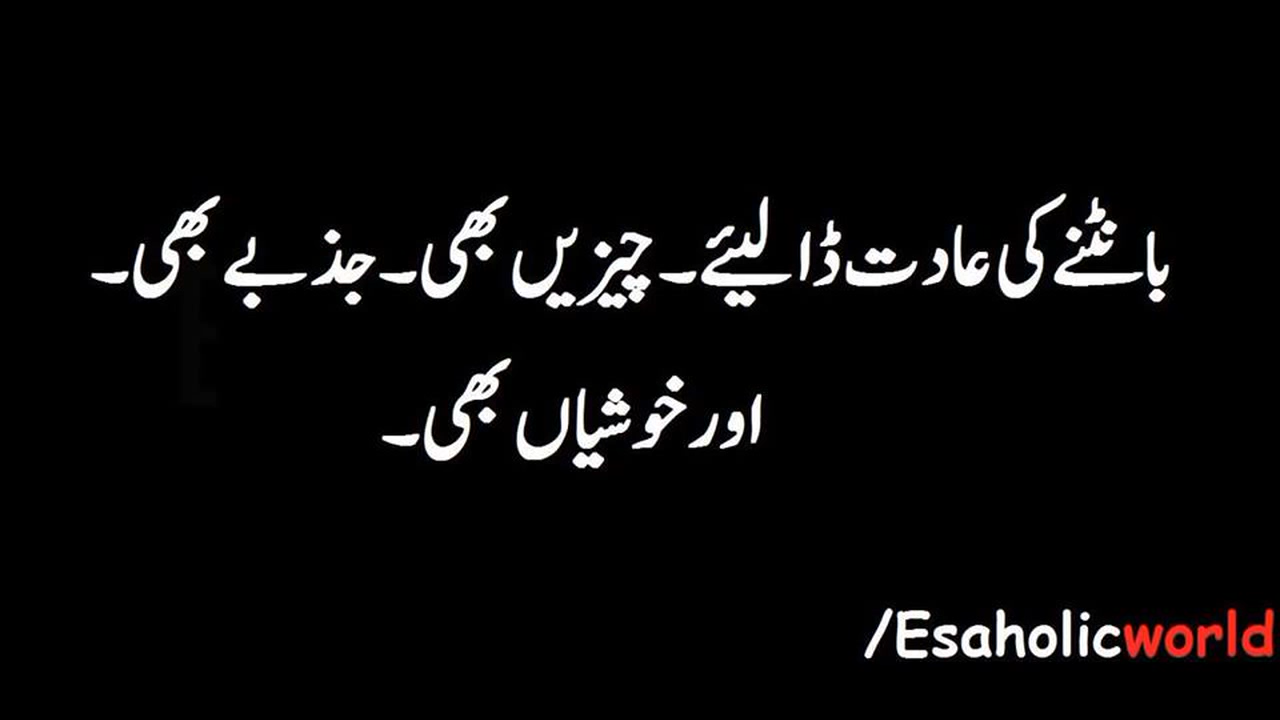 بانٹنے کی عادت ڈالیئے۔ چیزیں بھی۔ جذبے بھی۔
اور خوشیاں بھی۔
/Esaholicworld